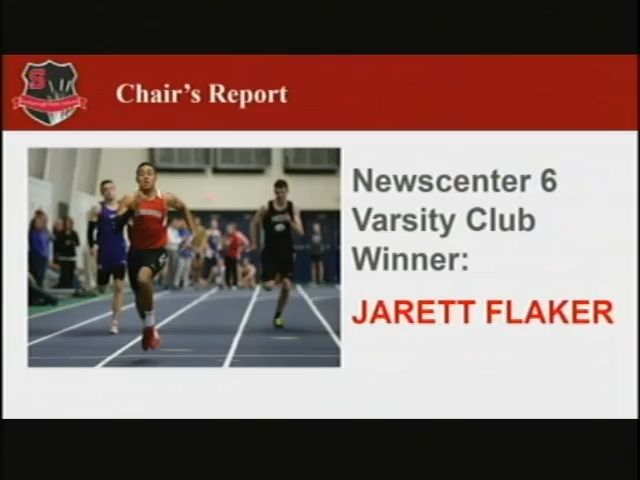 S
Chair's Report
Newscenter 6
Varsity Club
Winner:
JARETT FLAKER